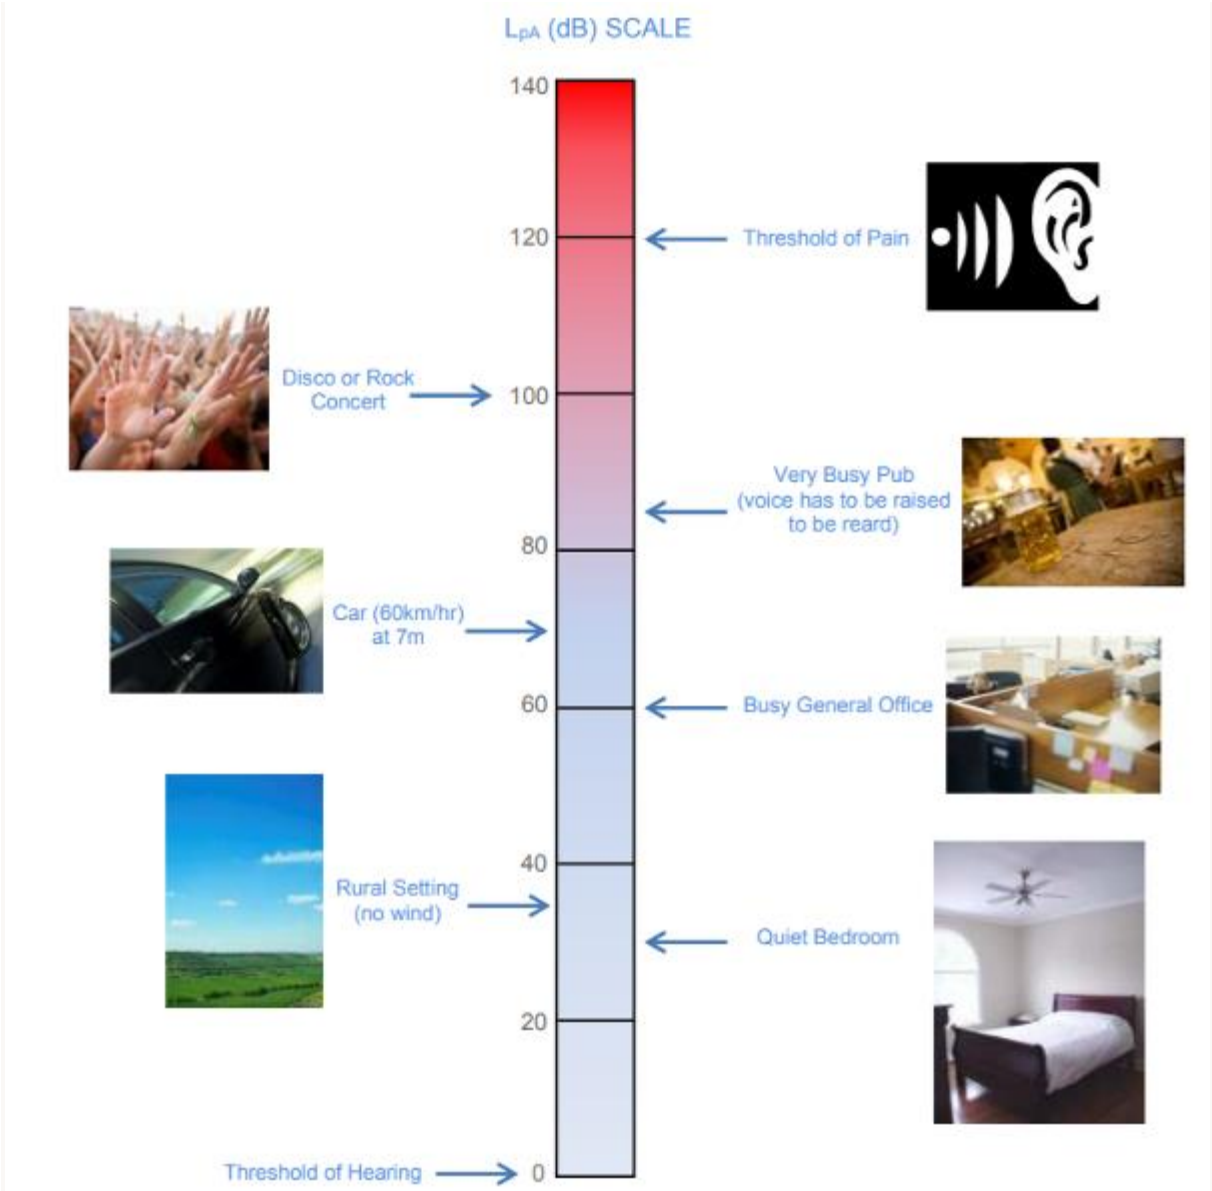 LpA (dB) SCALE
140
120
Threshold of Pain
Disco or Rock
Concert
100
Very Busy Pub
(voice has to be raised
to be reard)
80
Car (60km/hr)
at 7m
60
Busy General Office
40
Rural Setting
(no wind)
Quiet Bedroom
20
Threshold of Hearing
0